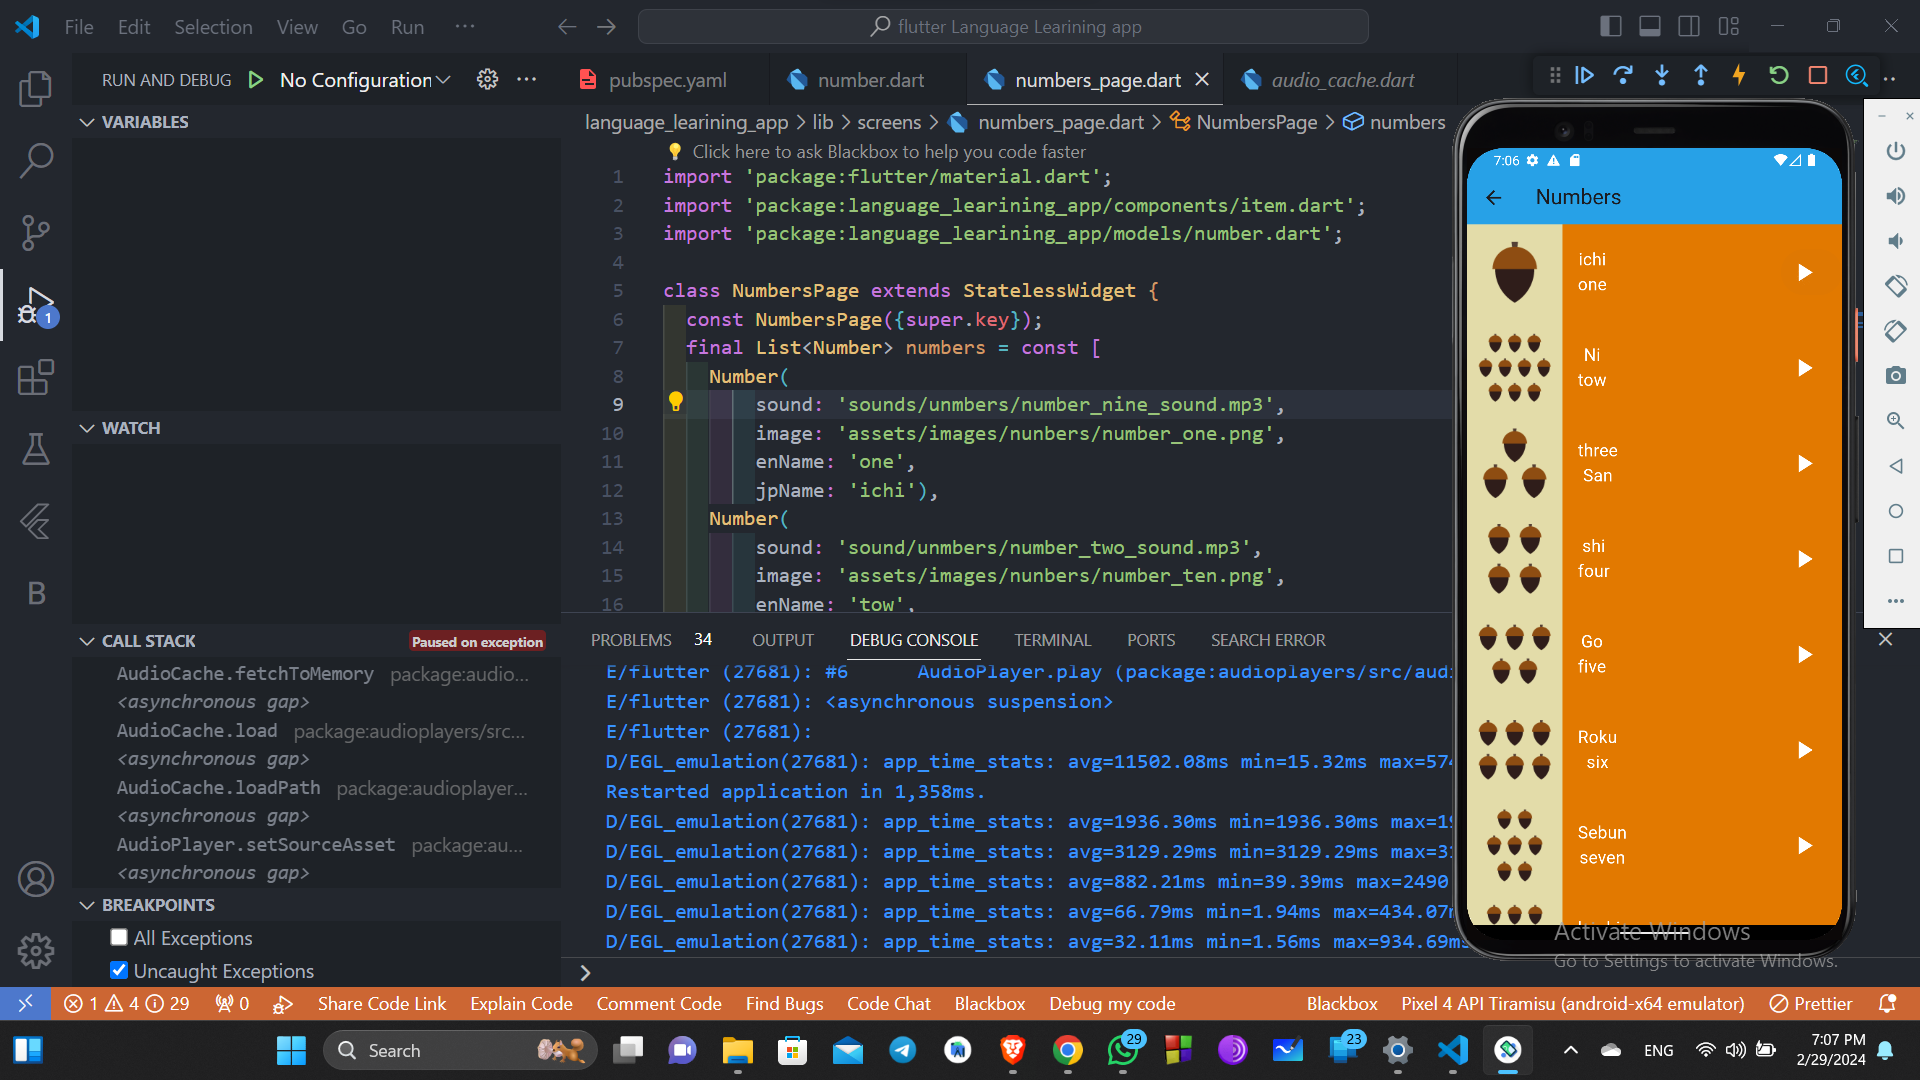 File Edit Selection View Go Run ···
flutter Language Learining app
RUN AND DEBUG No Configuration
pubspec.yaml
number.dart
numbers_page.dart
audio_cache.dart
VARIABLES
WATCH
CALL STACK Paused on exception
AudioCache.fetchToMemory package:audio...
<asynchronous gap>
AudioCache.load package:audioplayers/src...
<asynchronous gap>
AudioCache.loadPath package:audioplayer...
<asynchronous gap>
AudioPlayer.setSourceAsset package:au...
<asynchronous gap>
BREAKPOINTS
All Exceptions
Uncaught Exceptions
1
B
language_learining_app > lib > screens > numbers_page.dart > NumbersPage > numbers
Click here to ask Blackbox to help you code faster
1 import 'package:flutter/material.dart';
2 import 'package:language_learining_app/components/item.dart';
3 import 'package:language_learining_app/models/number.dart';
4
5 class NumbersPage extends StatelessWidget {
6 const NumbersPage({super.key});
7 final List<Number> numbers = const [
8 Number(
9 sound: 'sounds/unmbers/number_nine_sound.mp3',
10 image: 'assets/images/nunbers/number_one.png',
11 enName: 'one',
12 jpName: 'ichi'),
13 Number(
14 sound: 'sound/unmbers/number_two_sound.mp3',
15 image: 'assets/images/nunbers/number_ten.png',
16 enName: 'tow',
PROBLEMS 34 OUTPUT DEBUG CONSOLE TERMINAL PORTS SEARCH ERROR
E/flutter (27681): #6 AudioPlayer.play (package:audioplayers/src/aud
E/flutter (27681): <asynchronous suspension>
E/flutter (27681):
D/EGL_emulation(27681): app_time_stats: avg=11502.08ms min=15.32ms max=574
Restarted application in 1,358ms.
D/EGL_emulation(27681): app_time_stats: avg=1936.30ms min=1936.30ms max=19
D/EGL_emulation(27681): app_time_stats: avg=3129.29ms min=3129.29ms max=31
D/EGL_emulation(27681): app_time_stats: avg=882.21ms min=39.39ms max=2490
D/EGL_emulation(27681): app_time_stats: avg=66.79ms min=1.94ms max=434.07m
D/EGL_emulation(27681): app_time_stats: avg=32.11ms min=1.56ms max=934.69ms
7:06
Numbers
ichi
one
Ni
tow
three
San
shi
four
Go
five
Roku
six
Sebun
seven
Activate Windows
Go to Settings to activate Windows.
1 4 29 0 Share Code Link Explain Code Comment Code Find Bugs Code Chat Blackbox Debug my code Blackbox Pixel 4 API Tiramisu (android-x64 emulator) Prettier
Search
29
23
ENG
7:07 PM
2/29/2024